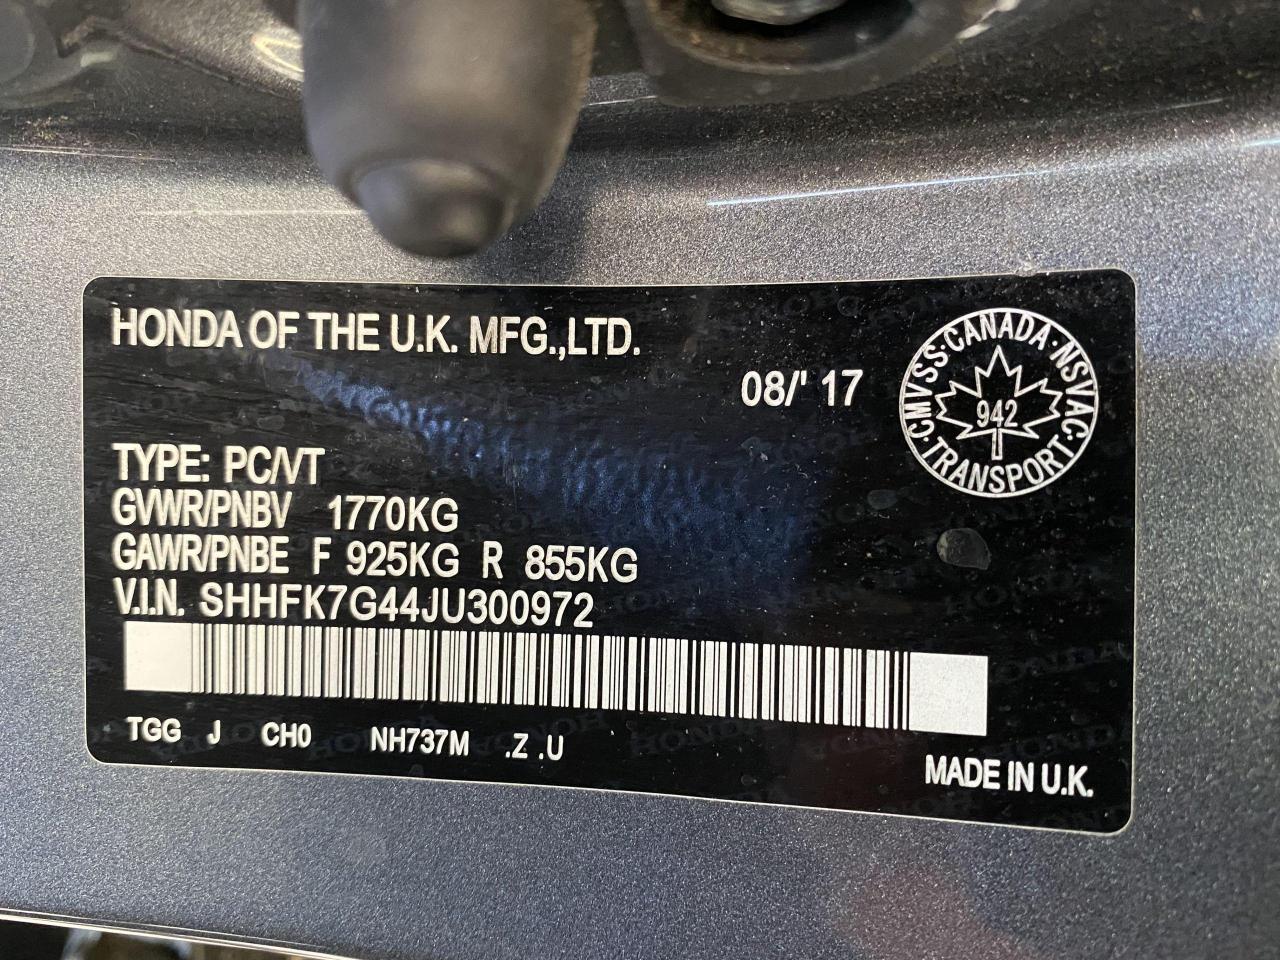 HONDA OF THE U.K. MFG.,LTD.
08/' 17
CMVSS·CANADA·NSVAC·TRANSPORT·
942
TYPE: PC/VT
GVWR/PNBV 1770KG
GAWR/PNBE F 925KG R 855KG
V.I.N. SHHFK7G44JU300972
TGG J CH0 NH737M .Z .U
MADE IN U.K.